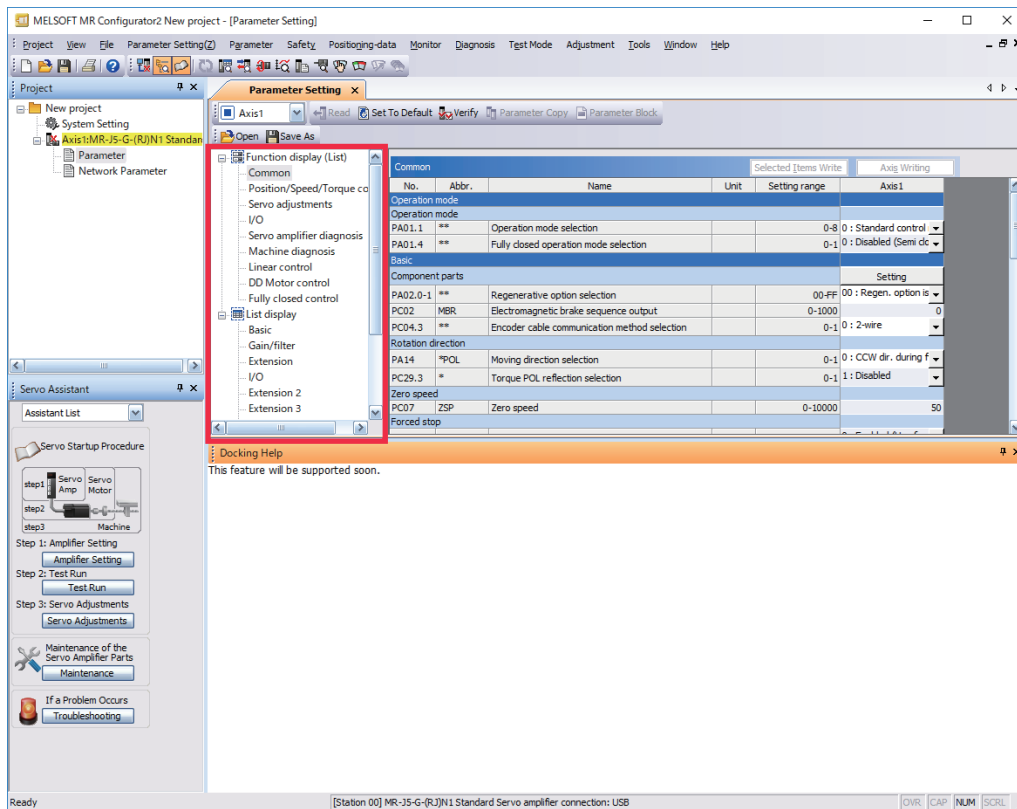 MELSOFT MR Configurator2 New project - [Parameter Setting]
Project View File Parameter Setting(Z) Parameter Safety Positioning-data Monitor Diagnosis Test Mode Adjustment Tools Window Help
Project
New project
System Setting
Axis1:MR-J5-G-(RJ)N1 Standar
Parameter
Network Parameter
Parameter Setting
Axis1 Read Set To Default Verify Parameter Copy Parameter Block
Open Save As
Function display (List)
Common
Position/Speed/Torque co
Servo adjustments
I/O
Servo amplifier diagnosis
Machine diagnosis
Linear control
DD Motor control
Fully closed control
List display
Basic
Gain/filter
Extension
I/O
Extension 2
Extension 3
Common Selected Items Write Axis Writing
No. Abbr. Name Unit Setting range Axis1
Operation mode
Operation mode
PA01.1 ** Operation mode selection 0-8 0 : Standard control
PA01.4 ** Fully closed operation mode selection 0-1 0 : Disabled (Semi clc
Basic
Component parts Setting
PA02.0-1 ** Regenerative option selection 00-FF 00 : Regen. option is
PC02 MBR Electromagnetic brake sequence output 0-1000 0
PC04.3 ** Encoder cable communication method selection 0-1 0 : 2-wire
Rotation direction
PA14 *POL Moving direction selection 0-1 0 : CCW dir. during f
PC29.3 * Torque POL reflection selection 0-1 1 : Disabled
Zero speed
PC07 ZSP Zero speed 0-10000 50
Forced stop
Docking Help
This feature will be supported soon.
Servo Assistant
Assistant List
Servo Startup Procedure
step1 Servo Amp Servo Motor
step2
step3 Machine
Step 1: Amplifier Setting
Amplifier Setting
Step 2: Test Run
Test Run
Step 3: Servo Adjustments
Servo Adjustments
Maintenance of the
Servo Amplifier Parts
Maintenance
If a Problem Occurs
Troubleshooting
Ready [Station 00] MR-J5-G-(RJ)N1 Standard Servo amplifier connection: USB OVR CAP NUM SCRL